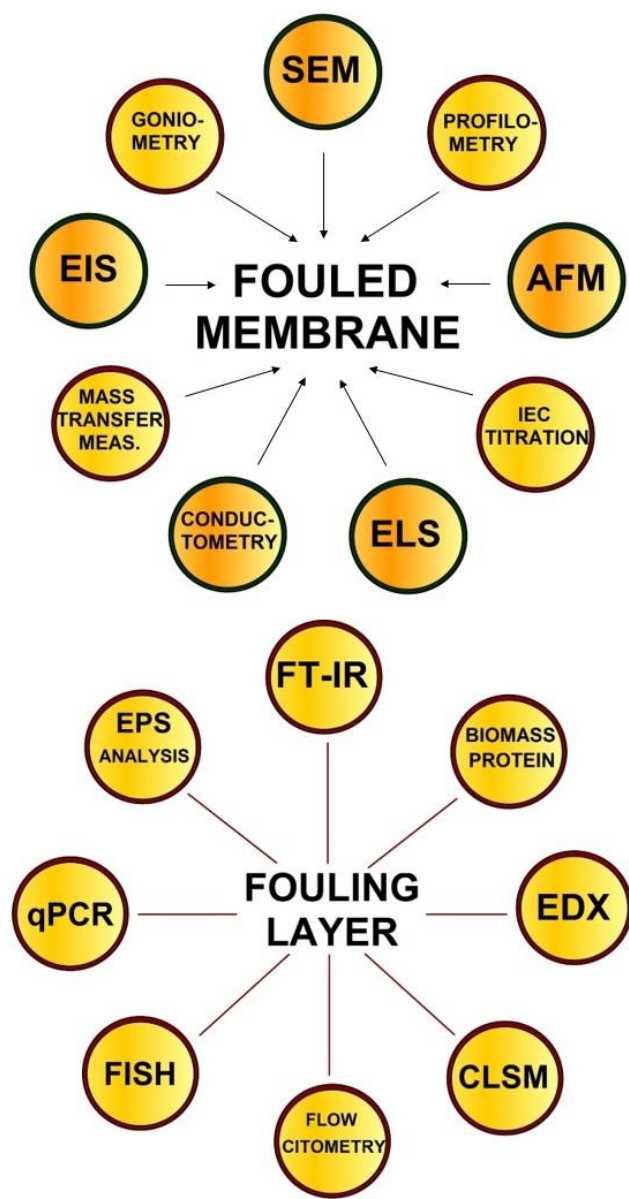 SEM
GONIO-
METRY
PROFILO-
METRY
EIS
FOULED
MEMBRANE
AFM
MASS
TRANSFER
MEAS.
IEC
TITRATION
CONDUC-
TOMETRY
ELS
FT-IR
EPS
ANALYSIS
BIOMASS
PROTEIN
qPCR
FOULING
LAYER
EDX
FISH
CLSM
FLOW
CITOMETRY